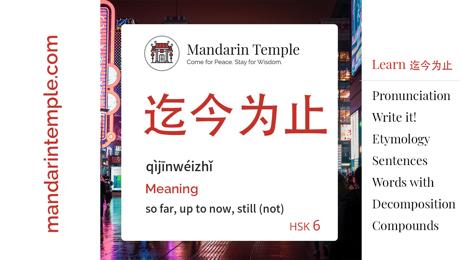 mandarintemple.com
Mandarin Temple
Come for Peace. Stay for Wisdom.
迄今为止
qìjīnwéizhǐ
Meaning
so far, up to now, still (not)
HSK 6
Learn 迄今为止
Pronunciation
Write it!
Etymology
Sentences
Words with
Decomposition
Compounds